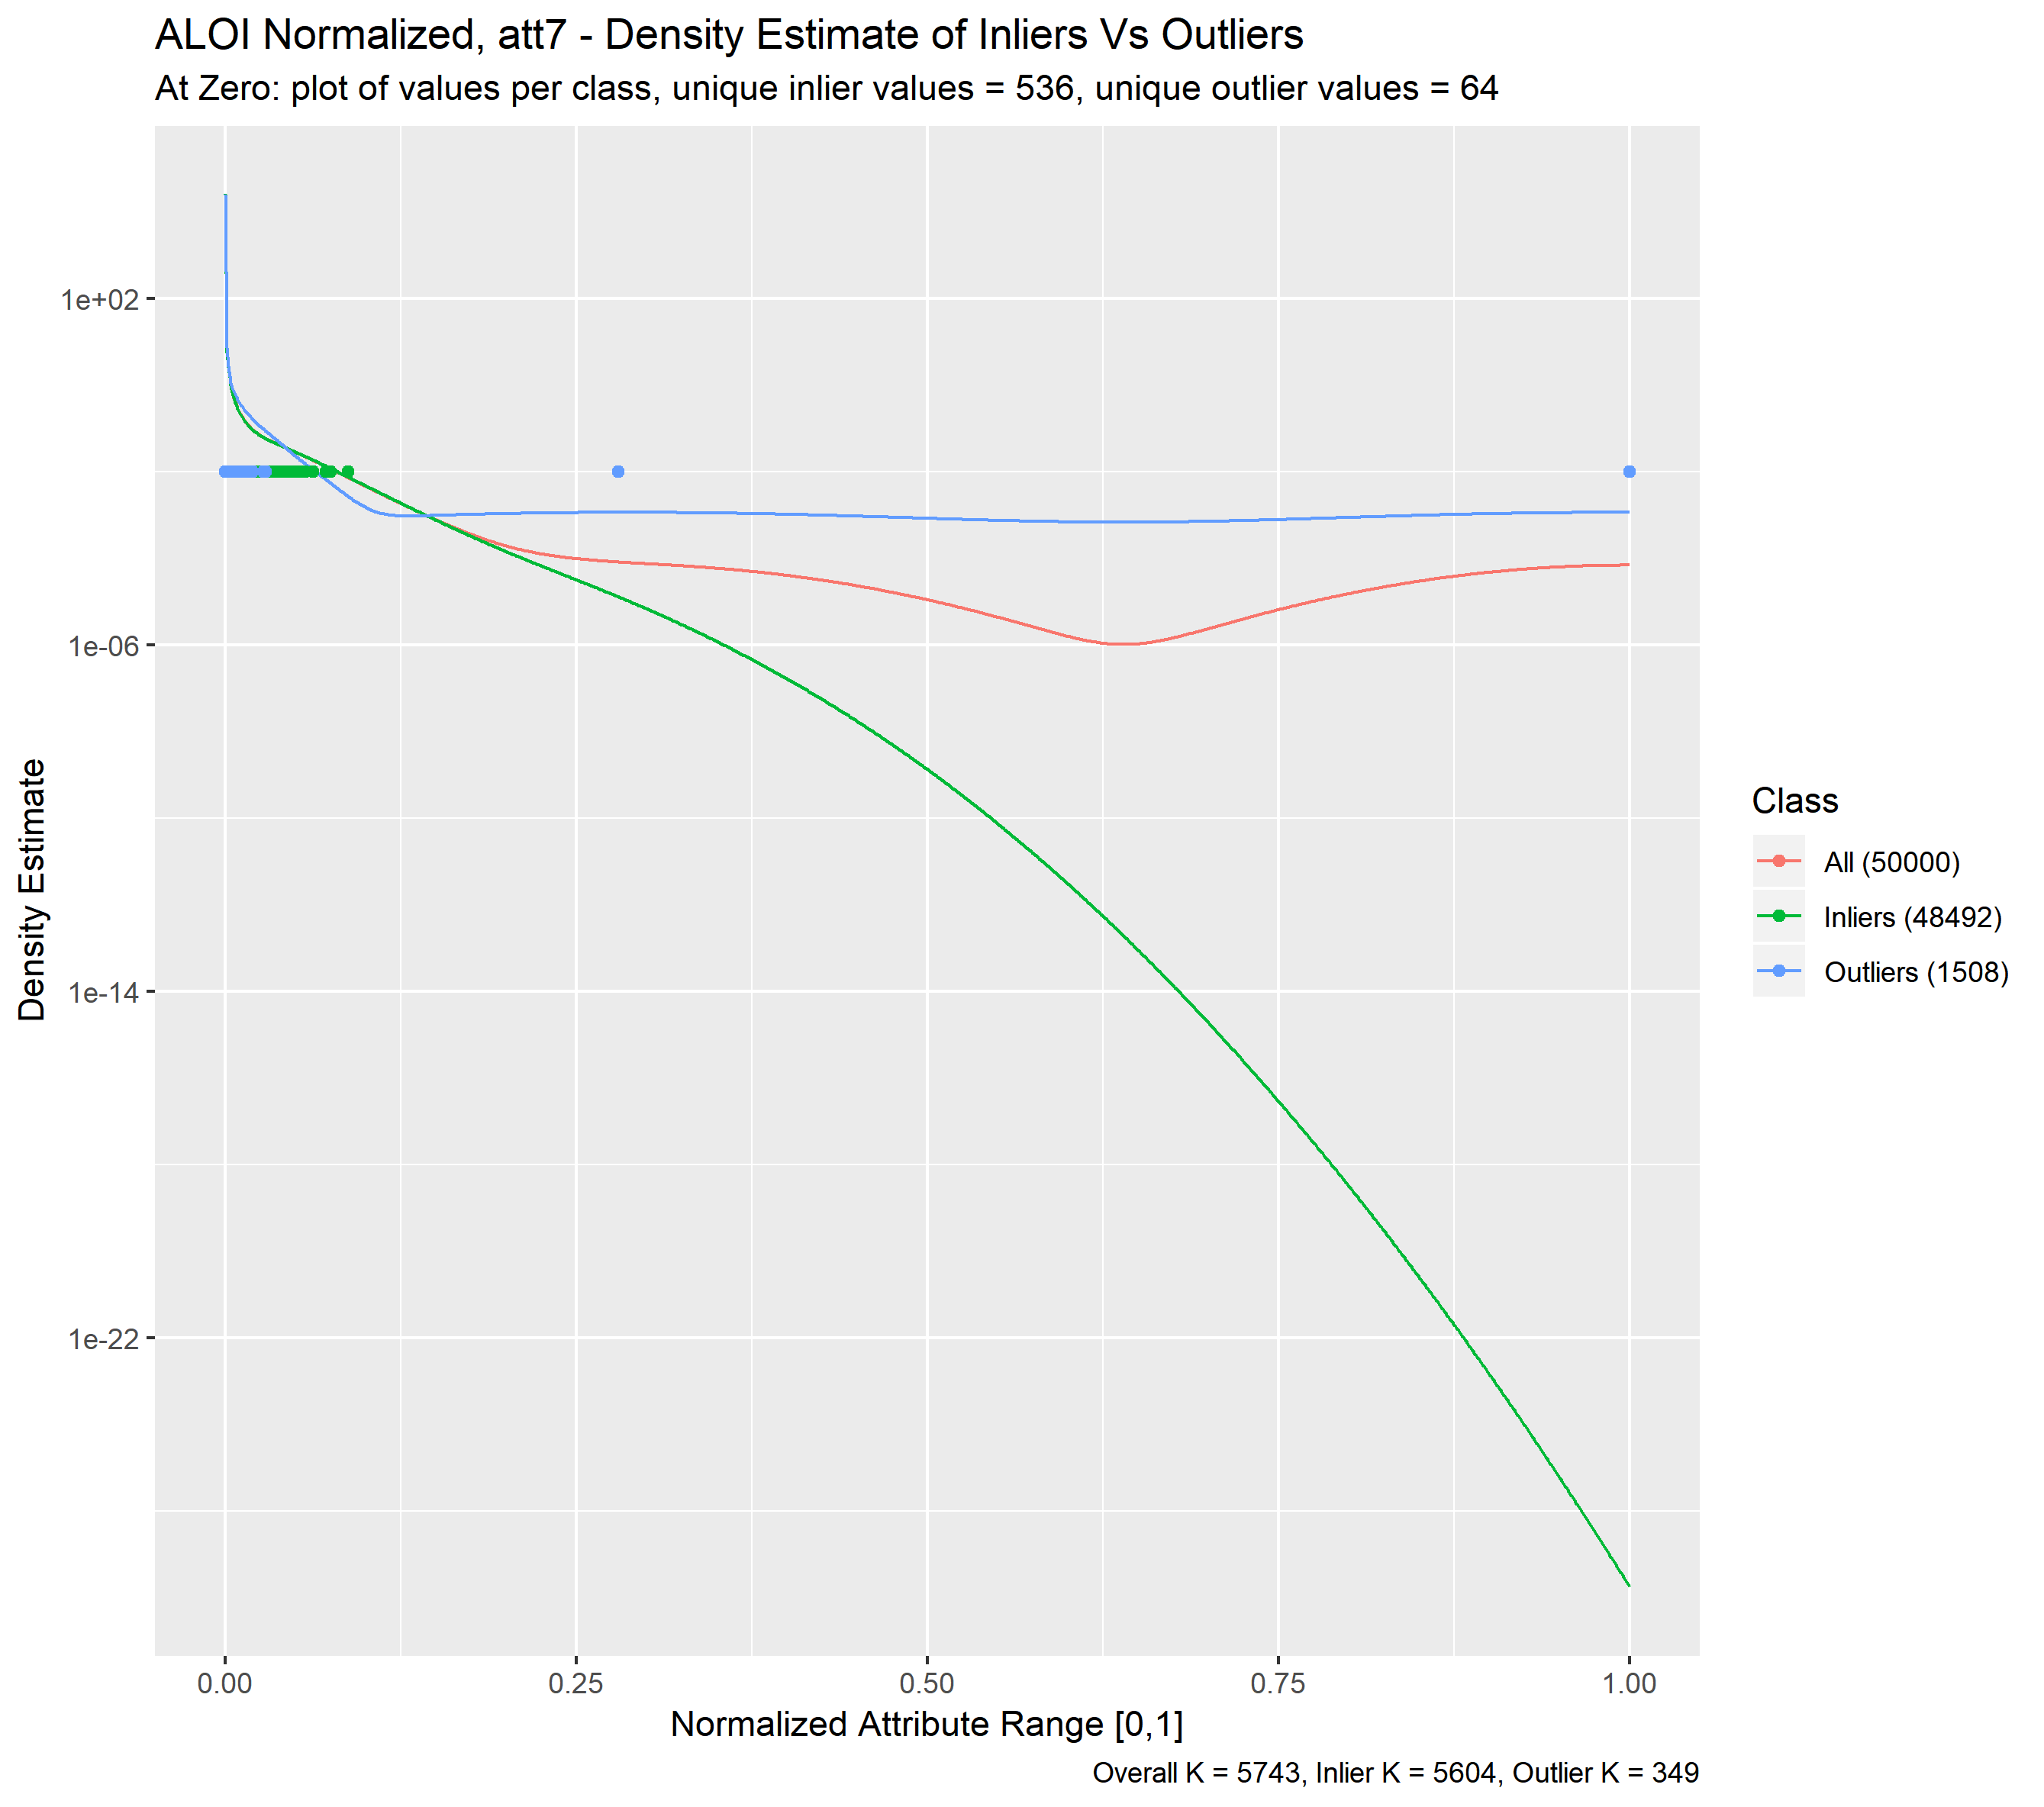 ALOI Normalized, att7 - Density Estimate of Inliers Vs Outliers
At Zero: plot of values per class, unique inlier values = 536, unique outlier values = 64
1e+02
1e-06
1e-14
1e-22
Density Estimate
0.00
0.25
0.50
0.75
1.00
Normalized Attribute Range [0,1]
Overall K = 5743, Inlier K = 5604, Outlier K = 349
Class
All (50000)
Inliers (48492)
Outliers (1508)